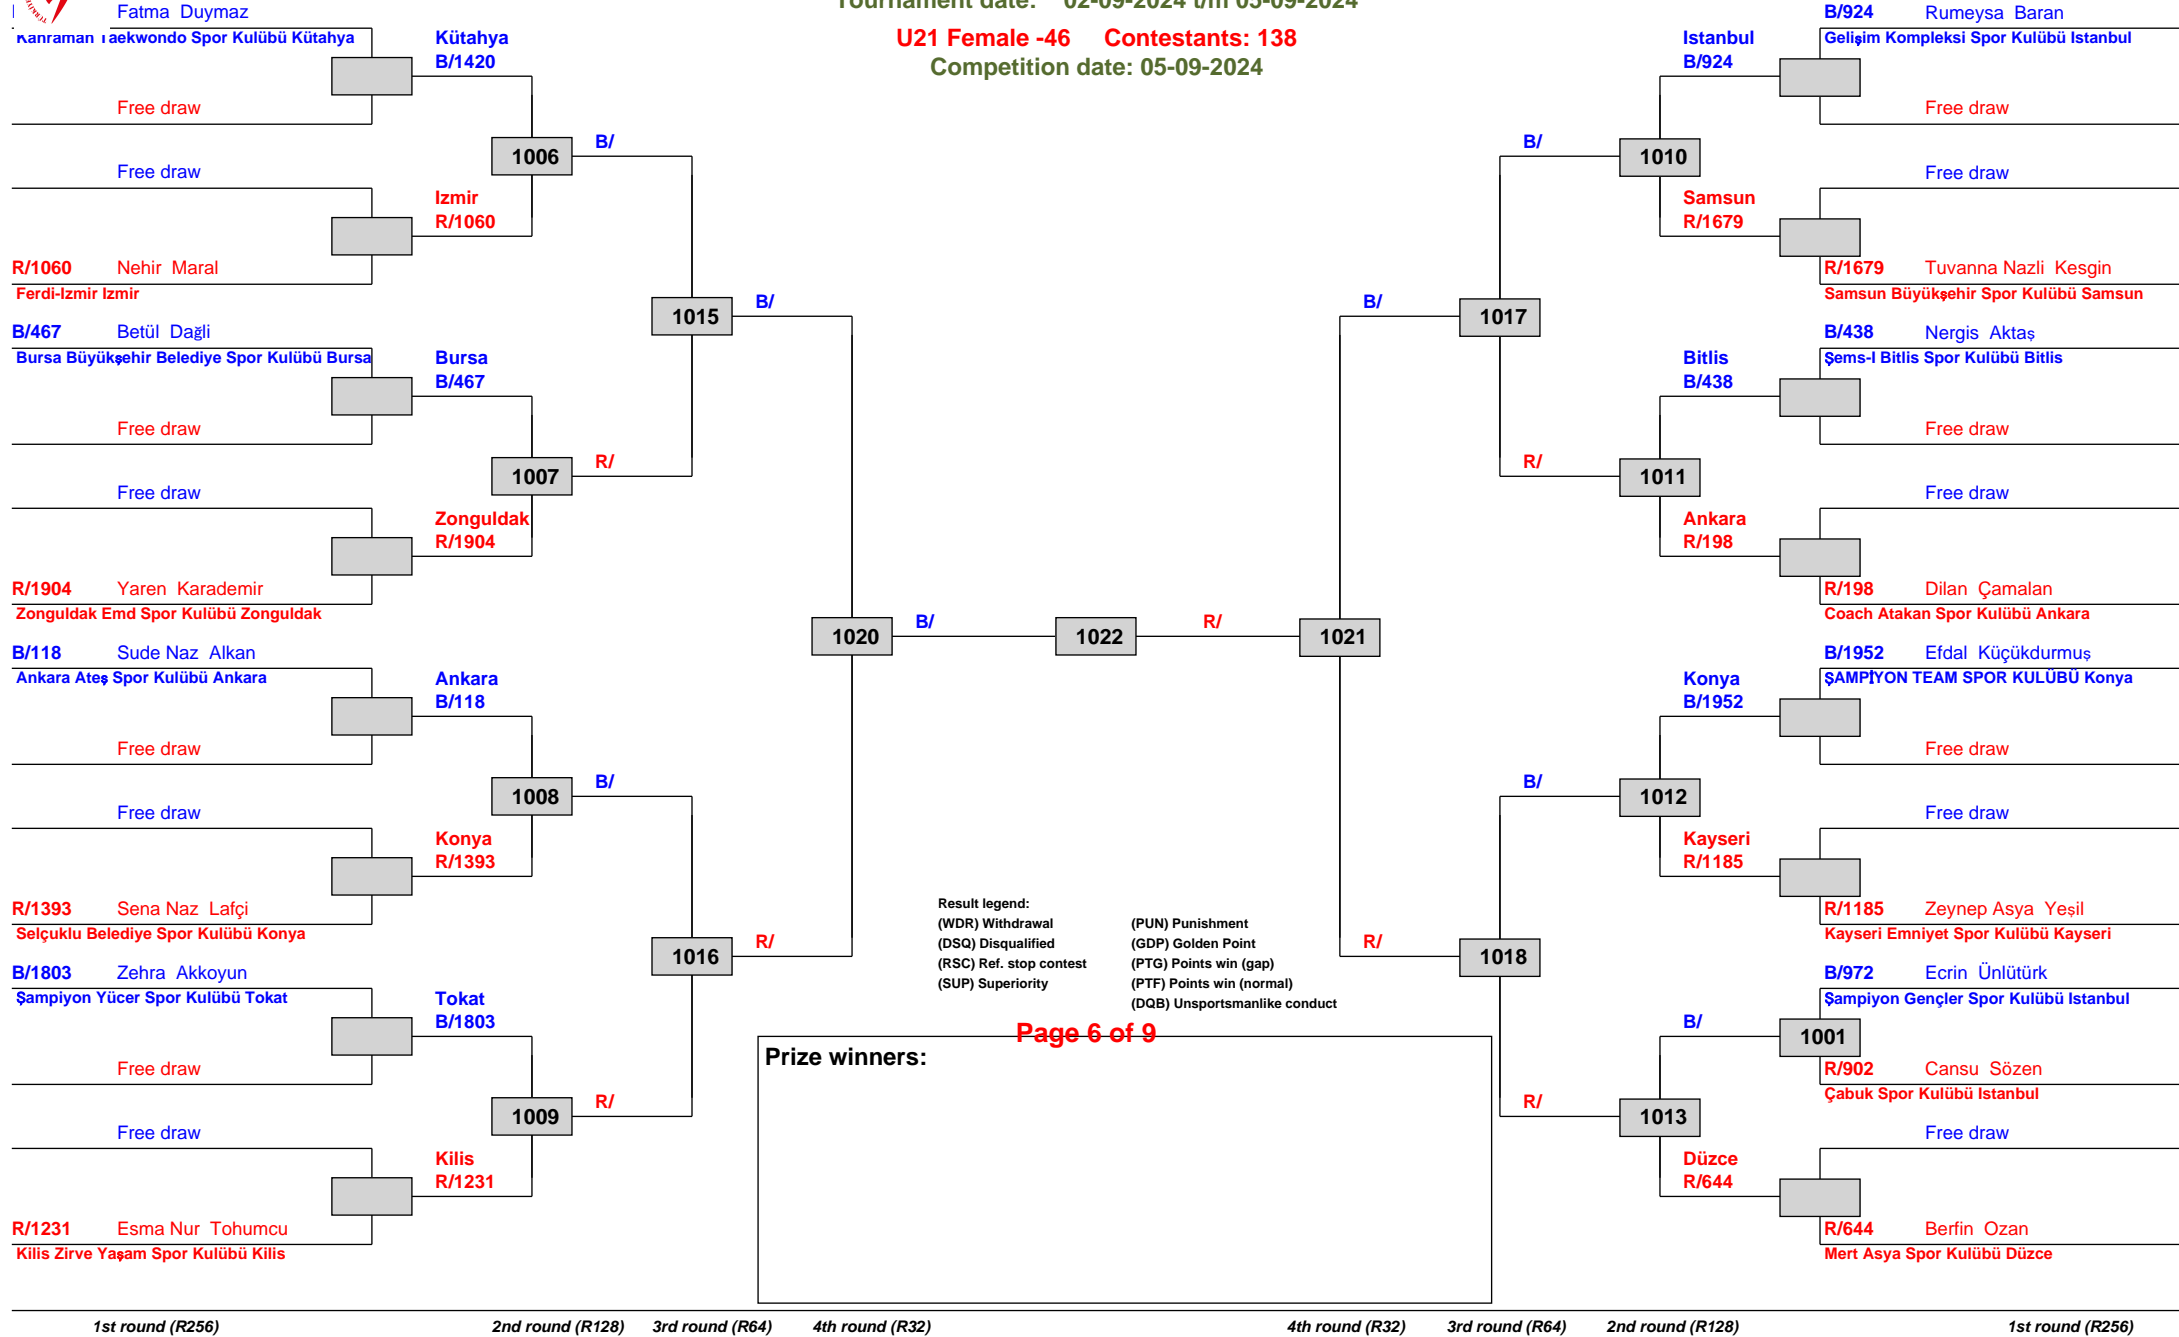 Tournament date: 02-09-2024 t/m 05-09-2024
U21 Female -46 Contestants: 138
Competition date: 05-09-2024
Fatma Duymaz
Kahraman Taekwondo Spor Kulübü Kütahya
Free draw
Free draw
R/1060 Nehir Maral
Ferdi-Izmir Izmir
B/467 Betül Dağli
Bursa Büyükşehir Belediye Spor Kulübü Bursa
Free draw
Free draw
R/1904 Yaren Karademir
Zonguldak Emd Spor Kulübü Zonguldak
B/118 Sude Naz Alkan
Ankara Ateş Spor Kulübü Ankara
Free draw
Free draw
R/1393 Sena Naz Lafçi
Selçuklu Belediye Spor Kulübü Konya
B/1803 Zehra Akkoyun
Şampiyon Yücer Spor Kulübü Tokat
Free draw
Free draw
R/1231 Esma Nur Tohumcu
Kilis Zirve Yaşam Spor Kulübü Kilis
Kütahya
B/1420
1006
Izmir
R/1060
Bursa
B/467
1007
Zonguldak
R/1904
Ankara
B/118
1008
Konya
R/1393
Tokat
B/1803
1009
Kilis
R/1231
B/
1015
R/
B/
1016
R/
B/
1020
R/
B/
1022
R/
B/
1021
R/
B/
1017
R/
B/
1018
R/
Istanbul
B/924
1010
Samsun
R/1679
Bitlis
B/438
1011
Ankara
R/198
Konya
B/1952
1012
Kayseri
R/1185
B/
1013
Düzce
R/644
B/924 Rumeysa Baran
Gelişim Kompleksi Spor Kulübü Istanbul
Free draw
Free draw
R/1679 Tuvanna Nazli Kesgin
Samsun Büyükşehir Spor Kulübü Samsun
B/438 Nergis Aktaş
Şems-I Bitlis Spor Kulübü Bitlis
Free draw
Free draw
R/198 Dilan Çamalan
Coach Atakan Spor Kulübü Ankara
B/1952 Efdal Küçükdurmuş
ŞAMPİYON TEAM SPOR KULÜBÜ Konya
Free draw
Free draw
R/1185 Zeynep Asya Yeşil
Kayseri Emniyet Spor Kulübü Kayseri
B/972 Ecrin Ünlütürk
Şampiyon Gençler Spor Kulübü Istanbul
1001
R/902 Cansu Sözen
Çabuk Spor Kulübü Istanbul
Free draw
R/644 Berfin Ozan
Mert Asya Spor Kulübü Düzce
Result legend:
(WDR) Withdrawal (PUN) Punishment
(DSQ) Disqualified (GDP) Golden Point
(RSC) Ref. stop contest (PTG) Points win (gap)
(SUP) Superiority (PTF) Points win (normal)
(DQB) Unsportsmanlike conduct
Page 6 of 9
Prize winners:
1st round (R256) 2nd round (R128) 3rd round (R64) 4th round (R32) 4th round (R32) 3rd round (R64) 2nd round (R128) 1st round (R256)